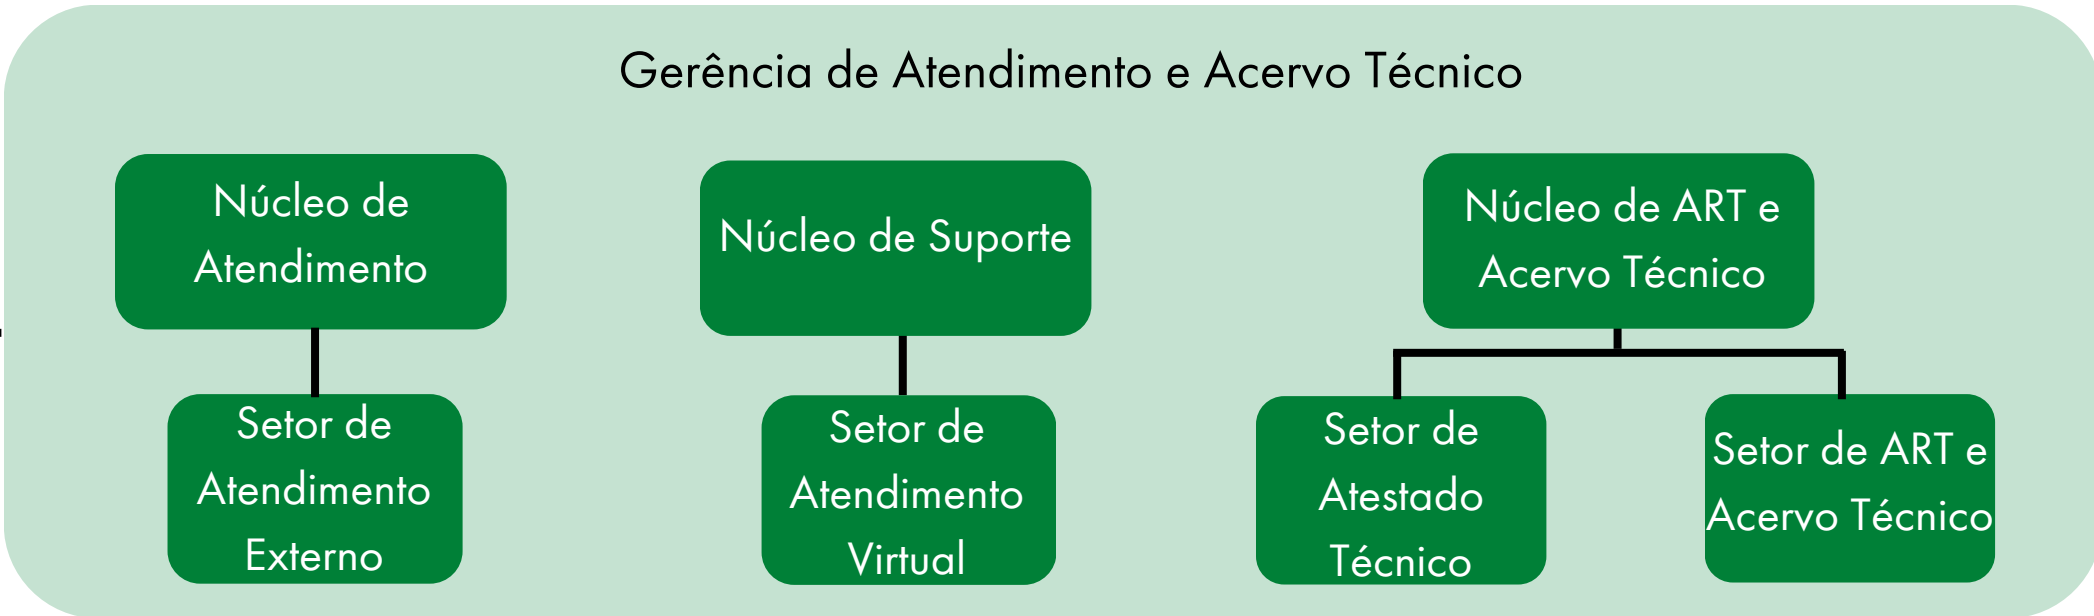 Gerência de Atendimento e Acervo Técnico
Núcleo de
Atendimento
Núcleo de Suporte
Núcleo de ART e
Acervo Técnico
Setor de
Atendimento
Externo
Setor de
Atendimento
Virtual
Setor de
Atestado
Técnico
Setor de ART e
Acervo Técnico